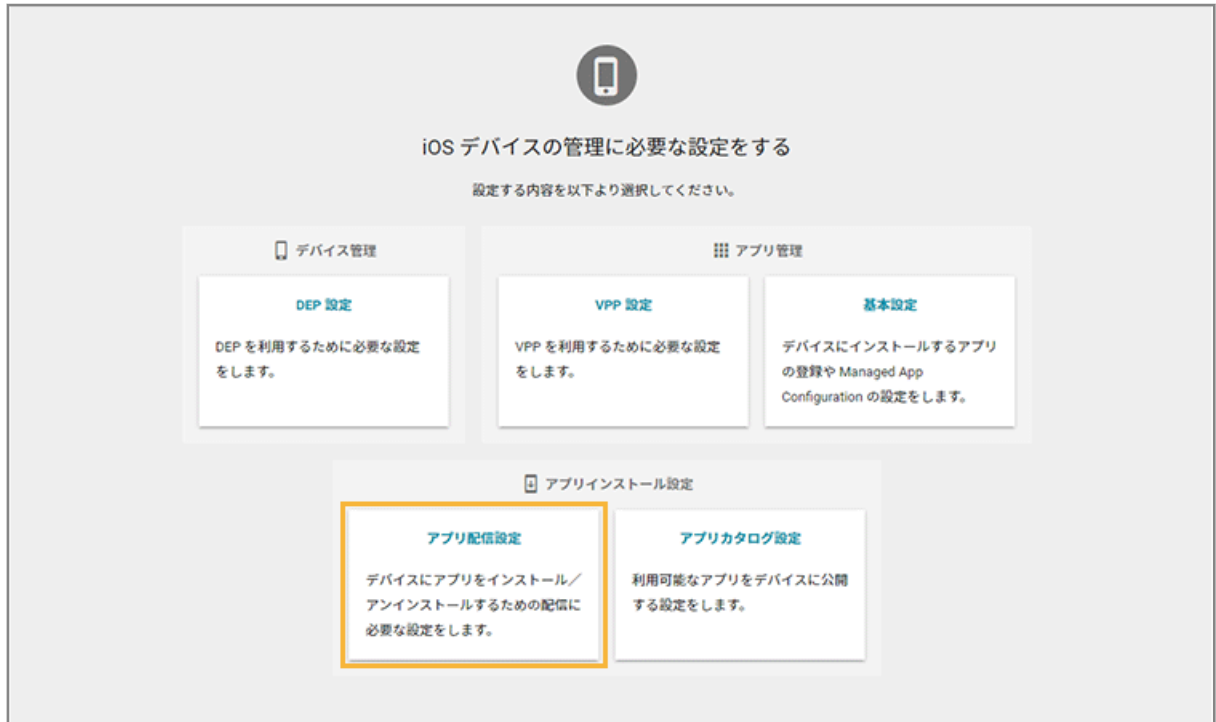 iOS デバイスの管理に必要な設定をする
設定する内容を以下より選択してください。
デバイス管理
DEP 設定
DEP を利用するために必要な設定
をします。
アプリ管理
VPP 設定
VPP を利用するために必要な設定
をします。
基本設定
デバイスにインストールするアプリ
の登録や Managed App
Configuration の設定をします。
アプリインストール設定
アプリ配信設定
デバイスにアプリをインストール／
アンインストールするための配信に
必要な設定をします。
アプリカタログ設定
利用可能なアプリをデバイスに公開
する設定をします。